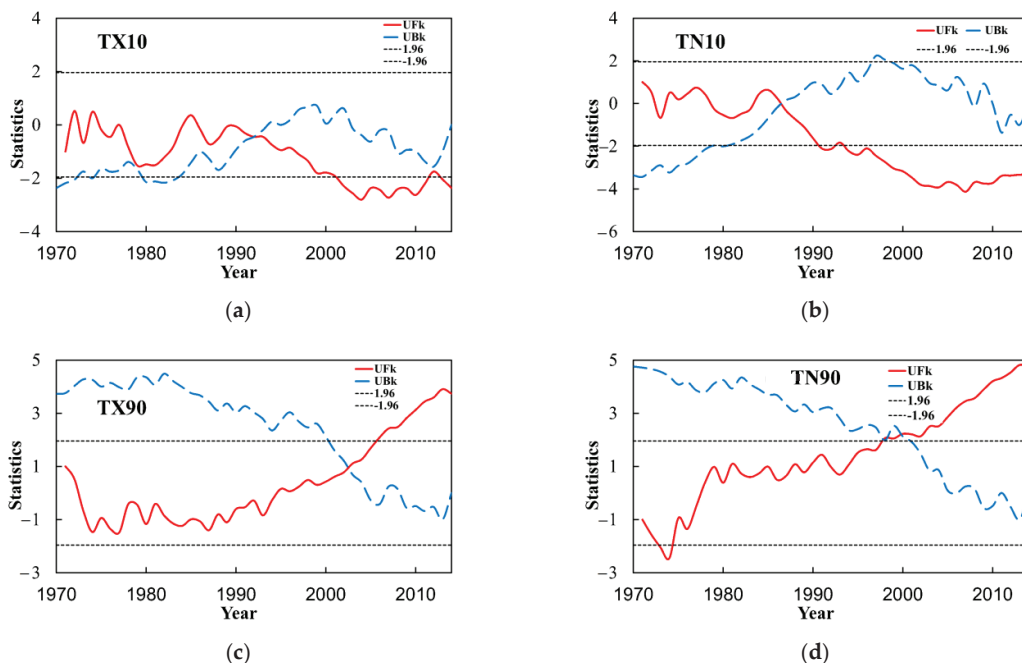 TX10
UFk
UBk
1.96
-1.96
4
2
0
−2
−4
Statistics
1970
1980
1990
2000
2010
Year
(a)
TN10
UFk
UBk
1.96
-1.96
4
2
0
−2
−4
−6
Statistics
1970
1980
1990
2000
2010
Year
(b)
TX90
UFk
UBk
1.96
-1.96
5
3
1
−1
−3
Statistics
1970
1980
1990
2000
2010
Year
(c)
TN90
UFk
UBk
1.96
-1.96
5
3
1
−1
−3
Statistics
1970
1980
1990
2000
2010
Year
(d)